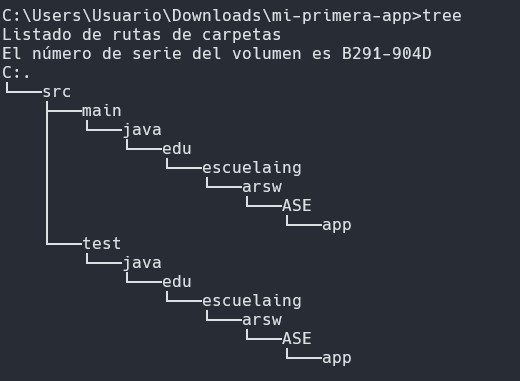 C:\Users\Usuario\Downloads\mi-primera-app>tree
Listado de rutas de carpetas
El número de serie del volumen es B291-904D
C:.
└───src
    ├───main
    │   └───java
    │       └───edu
    │           └───escuelaing
    │               └───arsw
    │                   └───ASE
    │                       └───app
    └───test
        └───java
            └───edu
                └───escuelaing
                    └───arsw
                        └───ASE
                            └───app